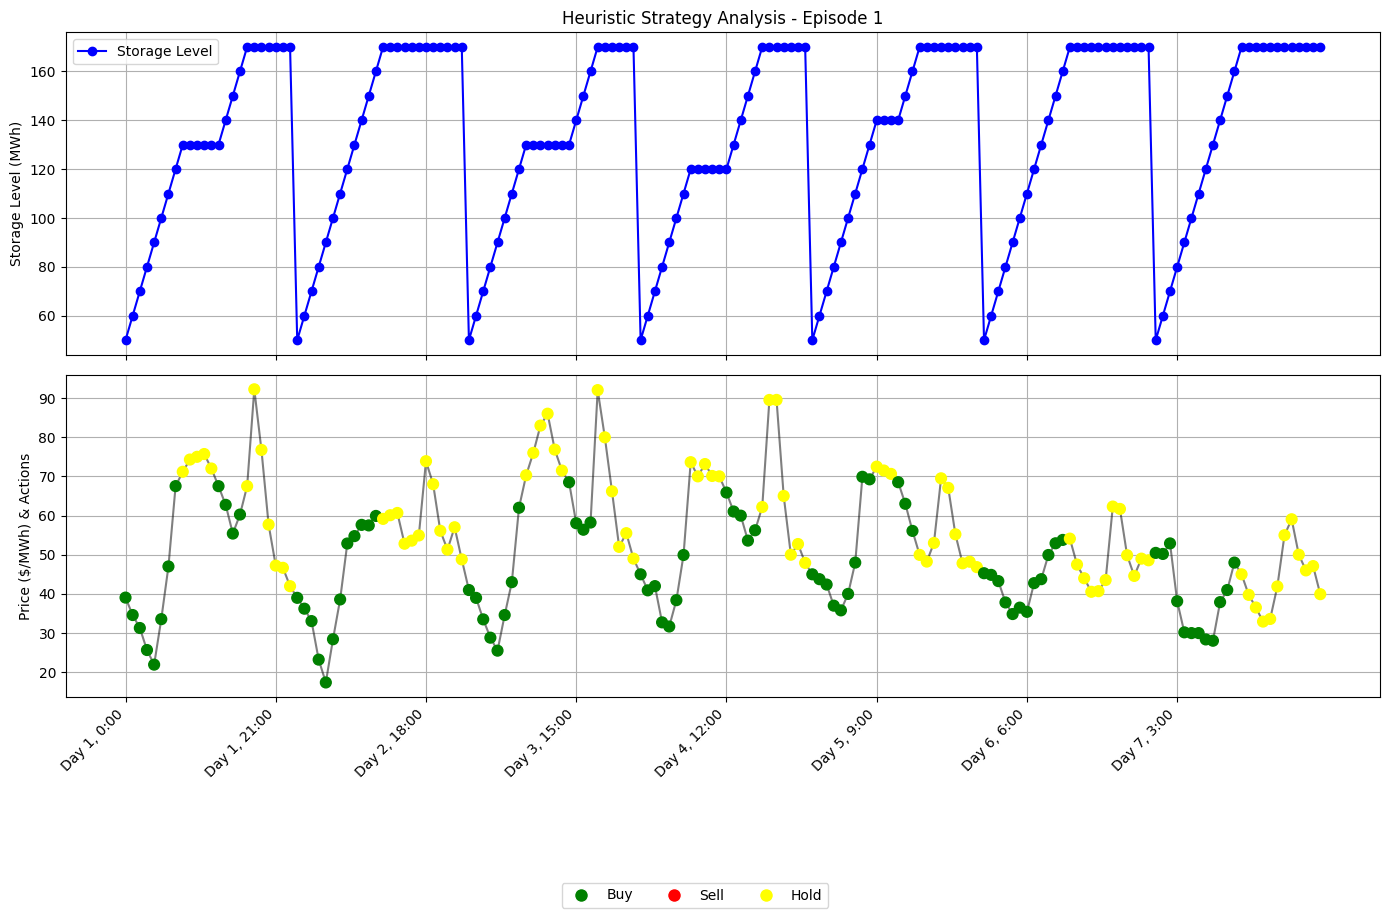 Heuristic Strategy Analysis - Episode 1
Storage Level
Storage Level (MWh)
160
140
120
100
80
60
Price ($/MWh) & Actions
90
80
70
60
50
40
30
20
Day 1, 0:00
Day 1, 21:00
Day 2, 18:00
Day 3, 15:00
Day 4, 12:00
Day 5, 9:00
Day 6, 6:00
Day 7, 3:00
Buy Sell Hold